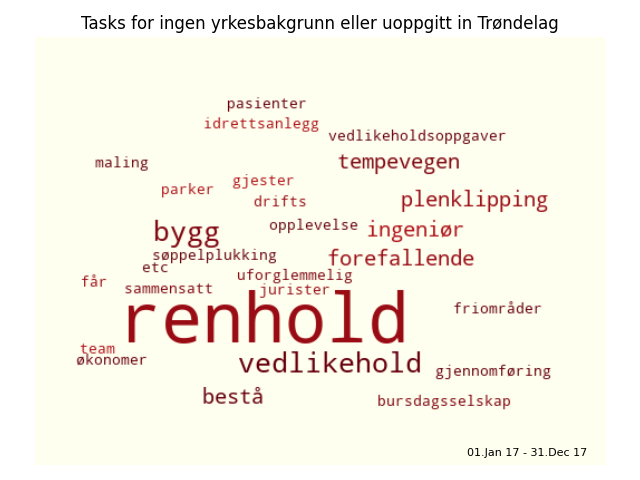 Tasks for ingen yrkesbakgrunn eller uoppgitt in Trøndelag
pasienter
idrettsanlegg
vedlikeholdsoppgaver
maling
tempevegen
gjester
parker
drifts
plenklipping
opplevelse
bygg
ingeniør
søppelplukking
forefallende
etc
uforglemmelig
får
sammensatt
jurister
renhold
friområder
team
økonomer
vedlikehold
gjennomføring
bestå
bursdagsselskap
01.Jan 17 - 31.Dec 17